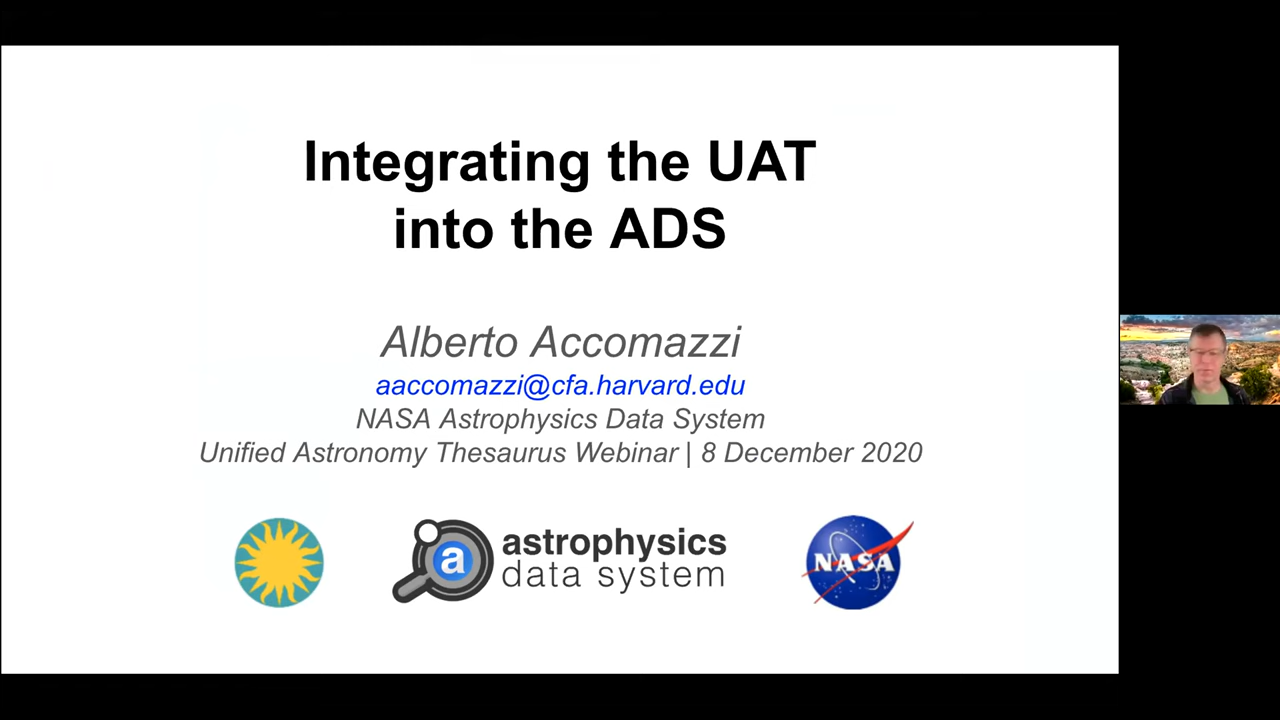 Integrating the UAT
into the ADS
Alberto Accomazzi
aaccomazzi@cfa.harvard.edu
NASA Astrophysics Data System
Unified Astronomy Thesaurus Webinar | 8 December 2020
a
astrophysics
data system
NASA